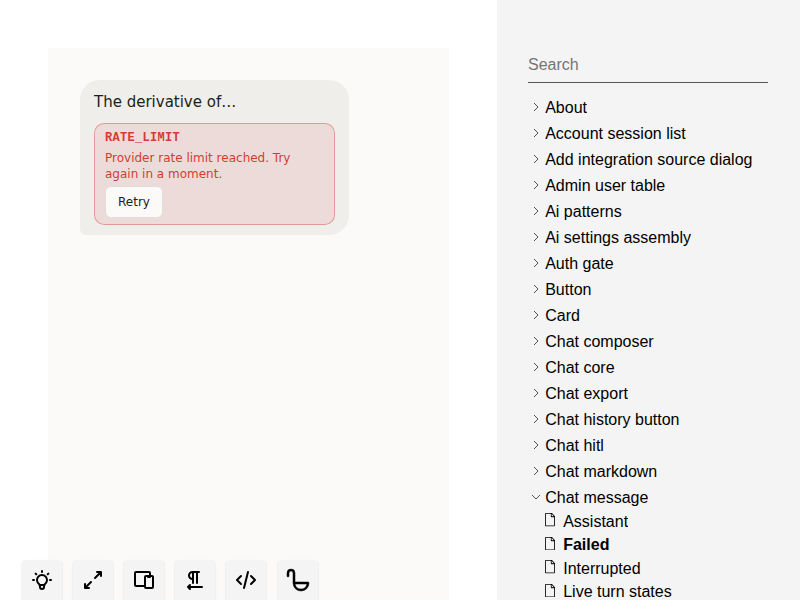 The derivative of…
RATE_LIMIT
Provider rate limit reached. Try
again in a moment.
Retry
Search
About
Account session list
Add integration source dialog
Admin user table
Ai patterns
Ai settings assembly
Auth gate
Button
Card
Chat composer
Chat core
Chat export
Chat history button
Chat hitl
Chat markdown
Chat message
Assistant
Failed
Interrupted
Live turn states